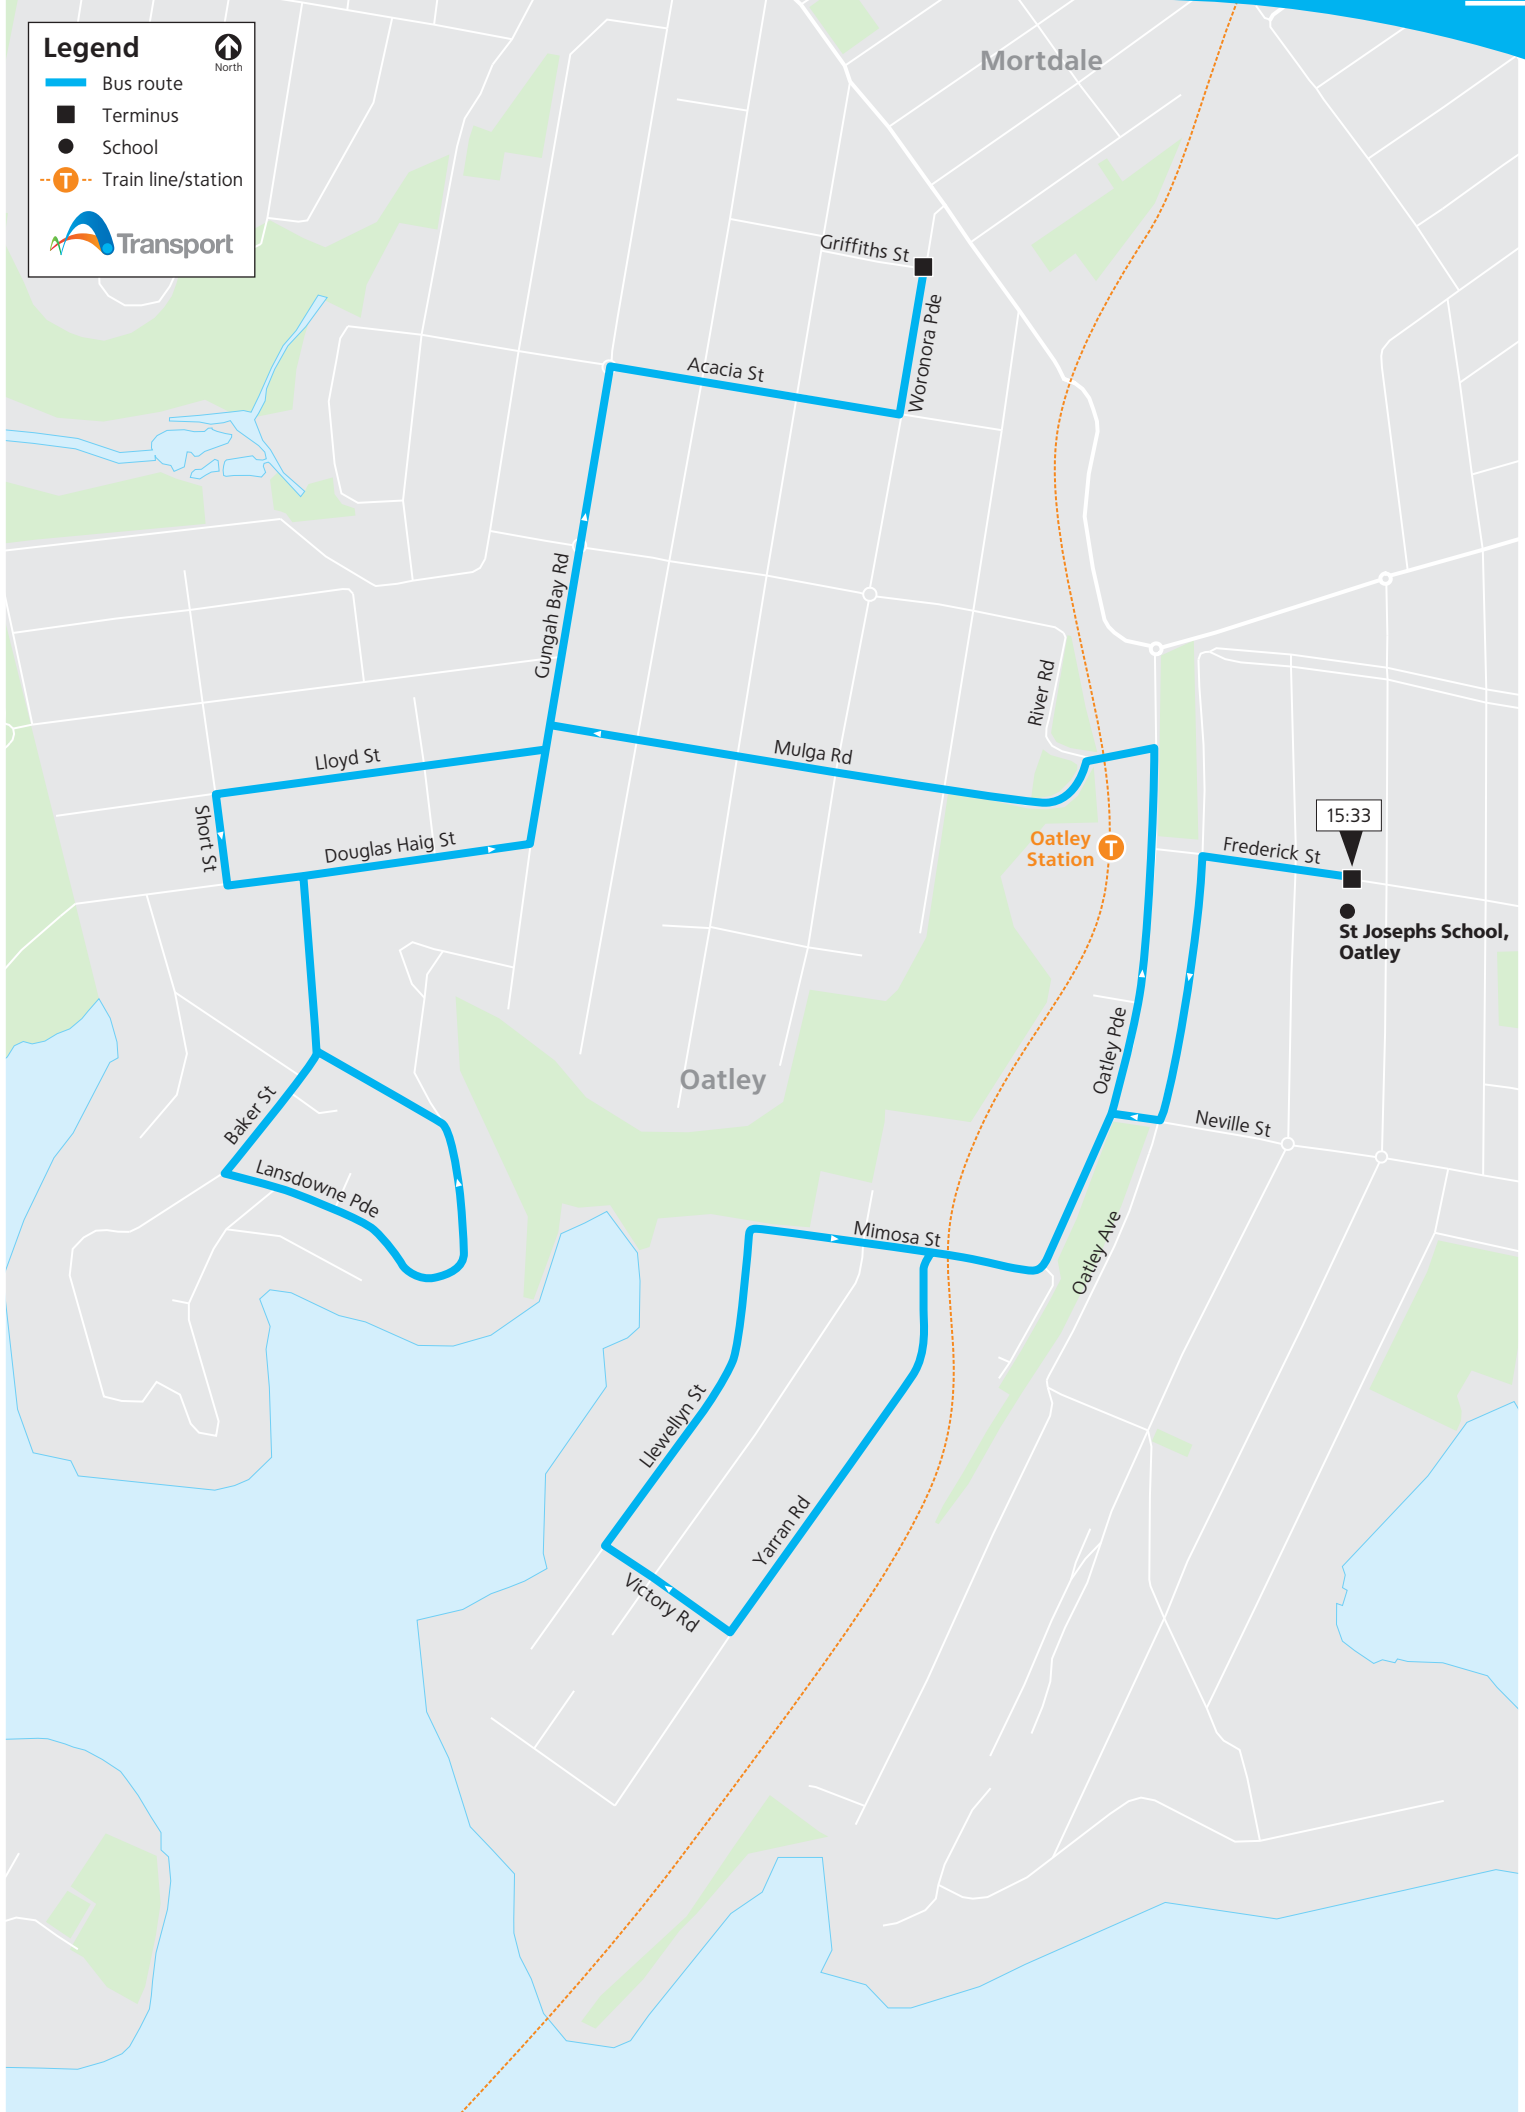 Legend
North
Bus route
Terminus
School
T
Train line/station
Transport
Mortdale
Griffiths St
Woronora Pde
Acacia St
Gungah Bay Rd
River Rd
Mulga Rd
Lloyd St
Short St
Douglas Haig St
15:33
Oatley
Station
T
Frederick St
St Josephs School,
Oatley
Oatley Pde
Oatley
Baker St
Neville St
Lansdowne Pde
Mimosa St
Oatley Ave
Llewellyn St
Yarran Rd
Victory Rd